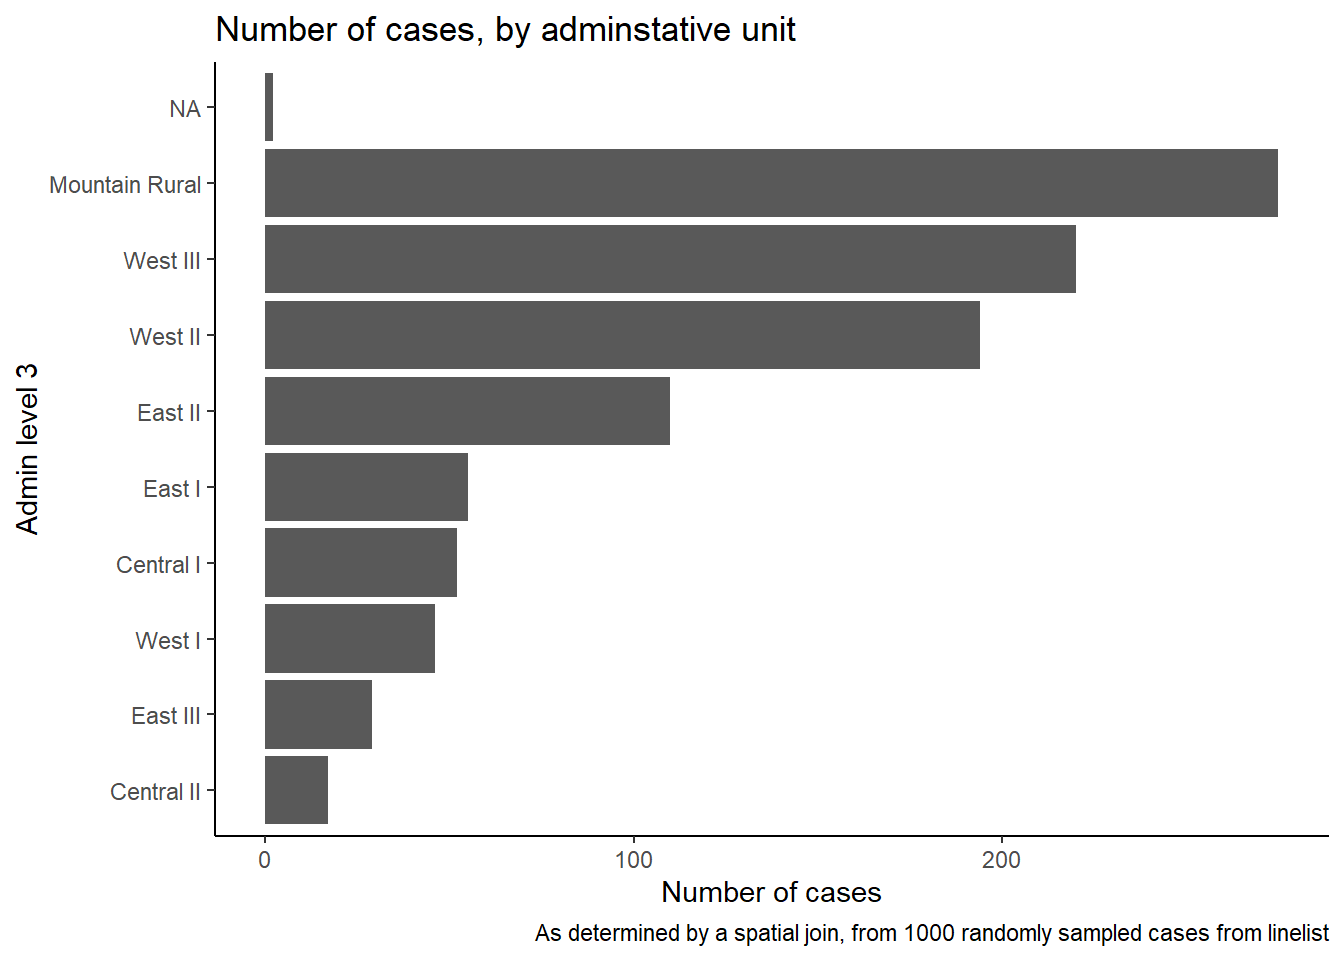 Number of cases, by adminstative unit
NA
Mountain Rural
West III
West II
East II
East I
Central I
West I
East III
Central II
Admin level 3
0 100 200
Number of cases
As determined by a spatial join, from 1000 randomly sampled cases from linelist